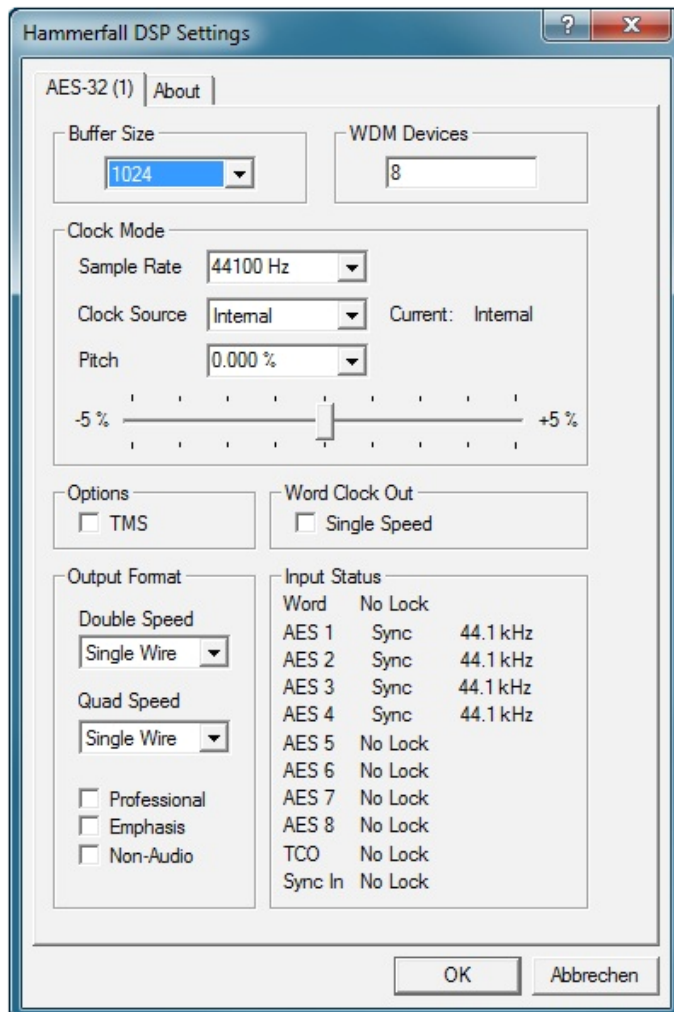 Hammerfall DSP Settings
?
AES-32 (1) About
Buffer Size
1024
WDM Devices
8
Clock Mode
Sample Rate 44100 Hz
Clock Source Internal Current: Internal
Pitch 0.000 %
-5 % +5 %
Options
TMS
Word Clock Out
Single Speed
Output Format
Double Speed
Single Wire
Quad Speed
Single Wire
Professional
Emphasis
Non-Audio
Input Status
Word No Lock
AES 1 Sync 44.1 kHz
AES 2 Sync 44.1 kHz
AES 3 Sync 44.1 kHz
AES 4 Sync 44.1 kHz
AES 5 No Lock
AES 6 No Lock
AES 7 No Lock
AES 8 No Lock
TCO No Lock
Sync In No Lock
OK Abbrechen